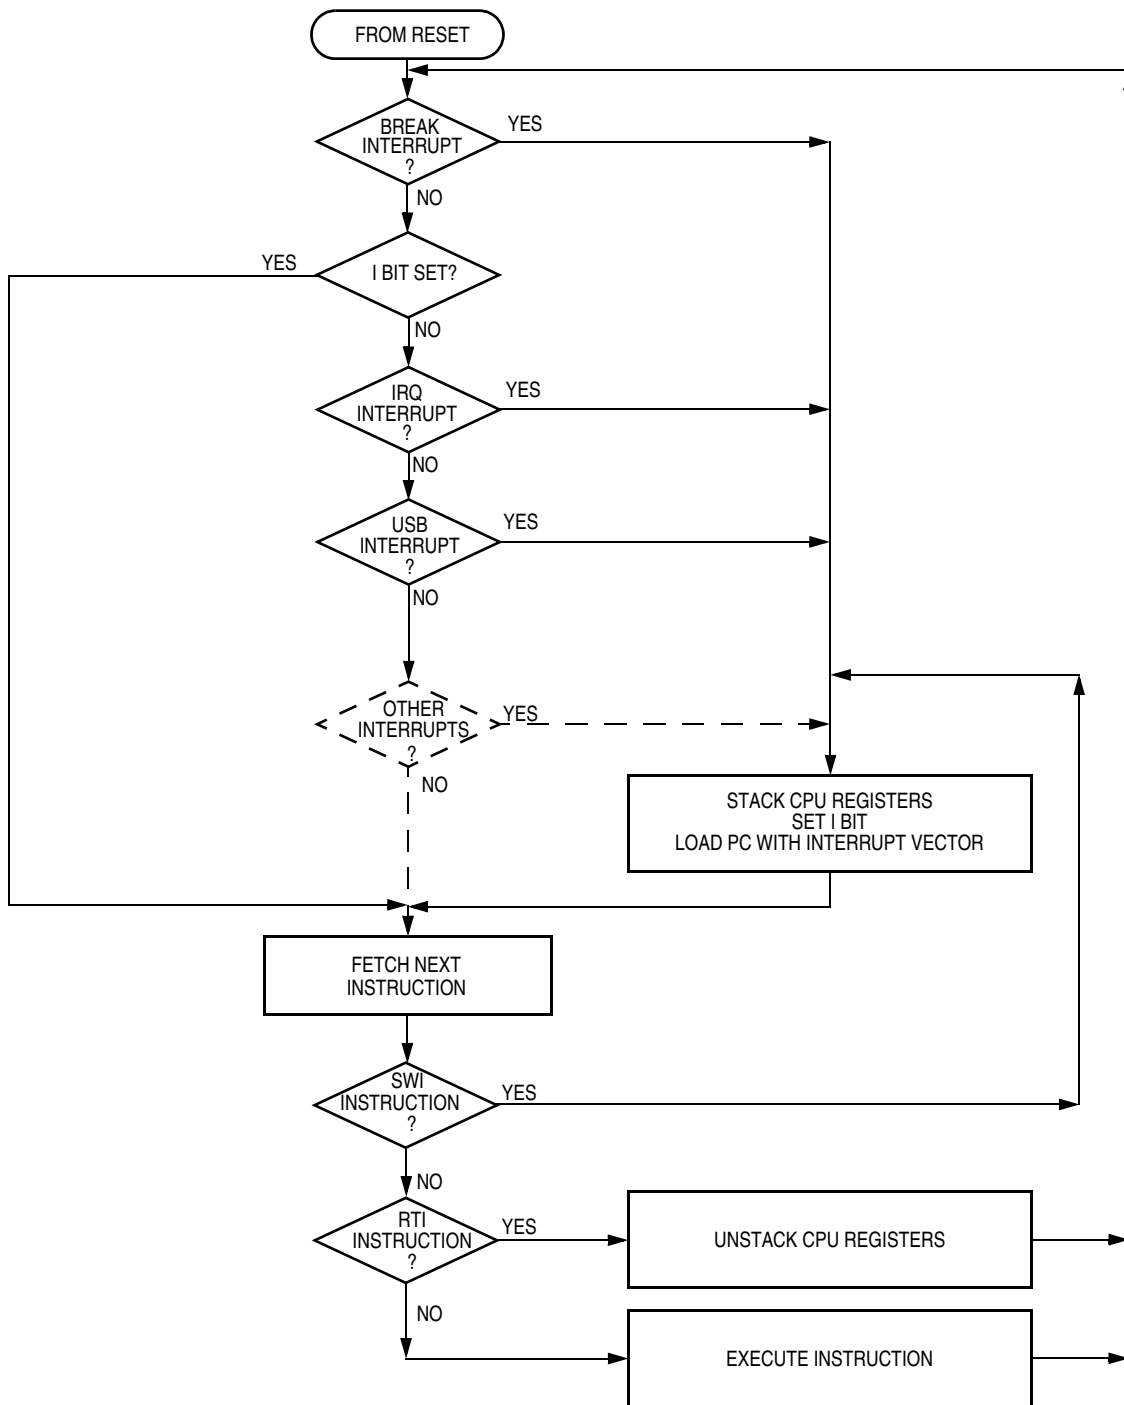 FROM RESET
BREAK
INTERRUPT
?
YES
NO
I BIT SET?
YES
NO
IRQ
INTERRUPT
?
YES
NO
USB
INTERRUPT
?
YES
NO
OTHER
INTERRUPTS
?
YES
NO
STACK CPU REGISTERS
SET I BIT
LOAD PC WITH INTERRUPT VECTOR
FETCH NEXT
INSTRUCTION
SWI
INSTRUCTION
?
YES
NO
RTI
INSTRUCTION
?
YES
UNSTACK CPU REGISTERS
NO
EXECUTE INSTRUCTION